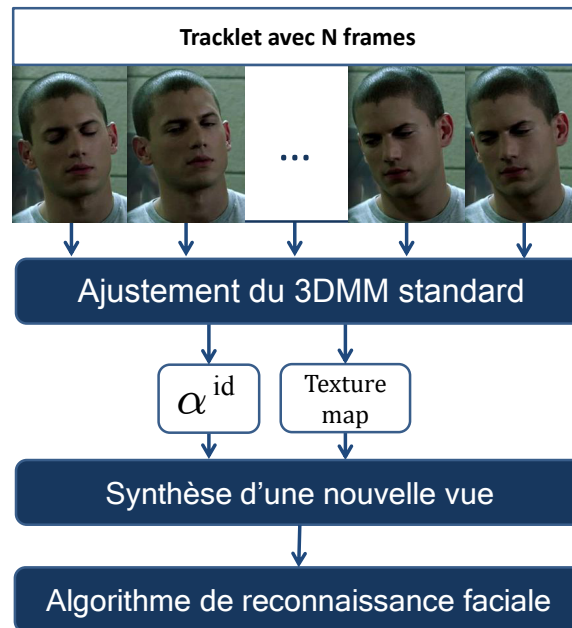 Tracklet avec N frames
...
Ajustement du 3DMM standard
α^id
Texture
map
Synthèse d'une nouvelle vue
Algorithme de reconnaissance faciale